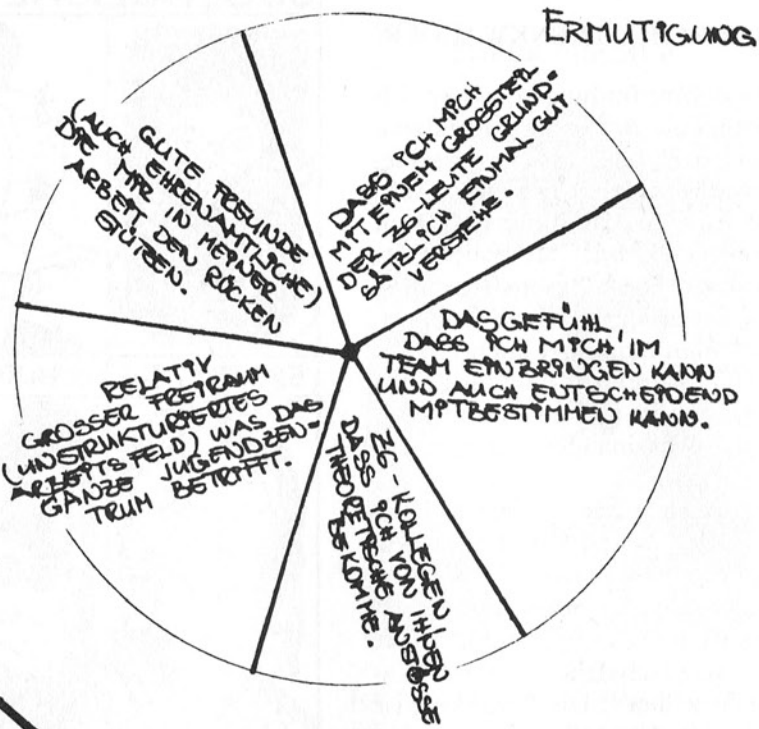 ERMUTIGUNG
DASS ICH MICH
MIT EINEM GROSSTEIL
DER ZG-LEUTE GRUND-
SÄTZLICH EINMAL GUT
VERSTEHE.
DAS GEFÜHL,
DASS ICH MICH IM
TEAM EINBRINGEN KANN
UND AUCH ENTSCHEIDEND
MITBESTIMMEN KANN.
ZG-KOLLEGEN/INEN
DASS ICH VON IHNEN
THEORETISCHE ANSTÖSSE
BEKOMME.
RELATIV
GROSSER FREIRAUM
(UNSTRUKTURIERTES
ARBEITSFELD) WAS DAS
GANZE JUGENDZEN-
TRUM BETRIFFT.
GUTE FREUNDE
(AUCH EHRENAMTLICHE)
DIE MIR IN MEINER
ARBEIT DEN RÜCKEN
STÜTZEN.